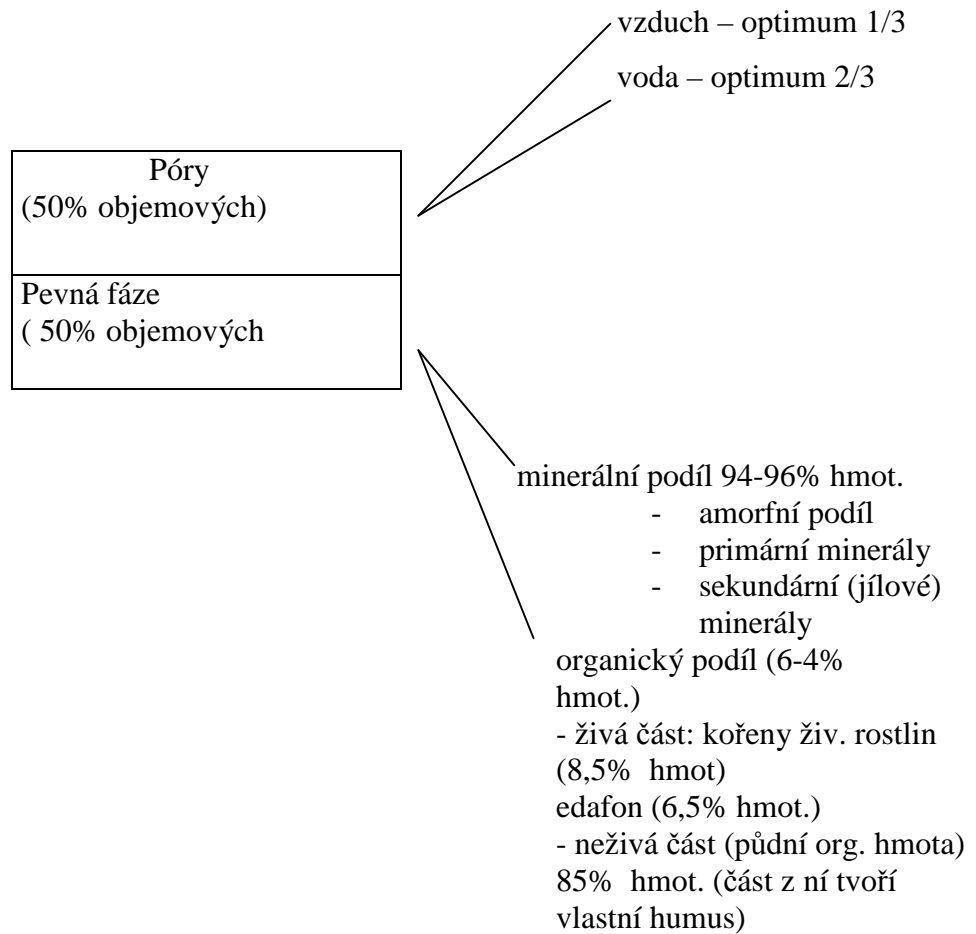 vzduch – optimum 1/3
voda – optimum 2/3
Póry
(50% objemových)
Pevná fáze
( 50% objemových
minerální podíl 94-96% hmot.
- amorfní podíl
- primární minerály
- sekundární (jílové)
minerály
organický podíl (6-4%
hmot.)
- živá část: kořeny živ. rostlin
(8,5% hmot)
edafon (6,5% hmot.)
- neživá část (půdní org. hmota)
85% hmot. (část z ní tvoří
vlastní humus)